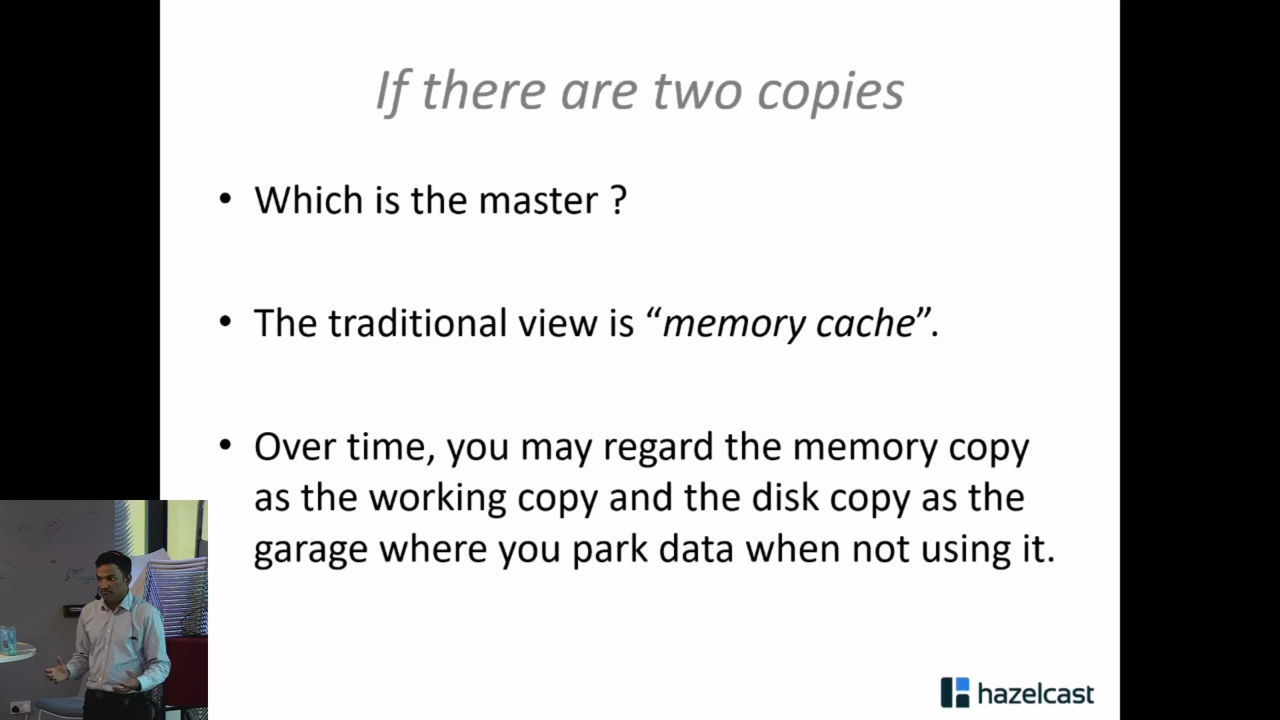 If there are two copies
• Which is the master ?
• The traditional view is “memory cache”.
• Over time, you may regard the memory copy
as the working copy and the disk copy as the
garage where you park data when not using it.
hazelcast